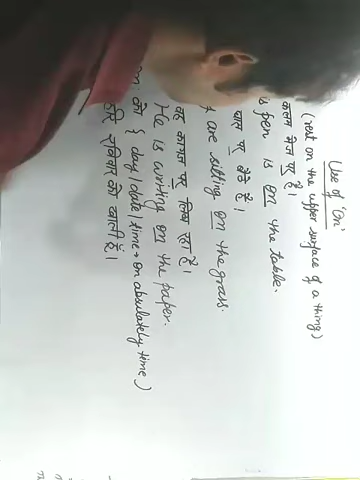 Use of 'On'
(rest on the upper surface of a thing)
कलम मेज पर है।
pen is on the table.
घास पर बैठे हैं।
are sitting on the grass.
वह कागज पर लिख रहा है।
He is writing on the paper.
on को { day / date / time → on absolutely time )
रविवार को खाली हूँ।